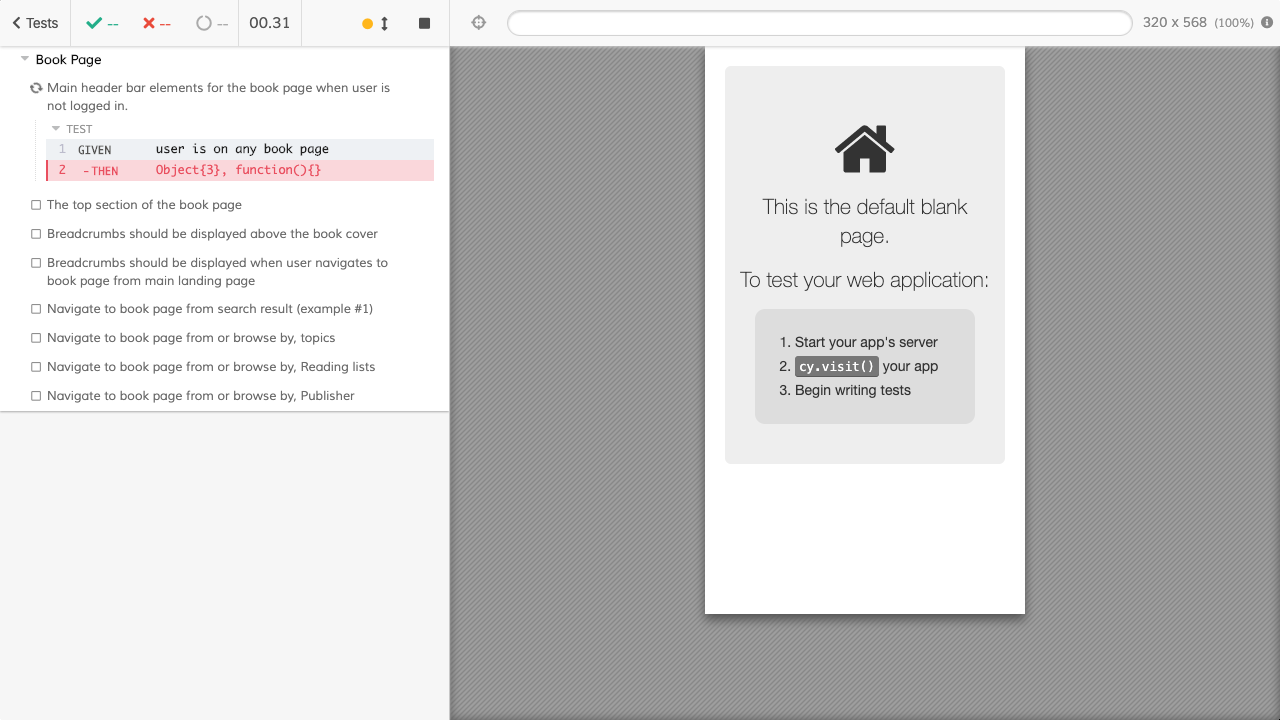 Tests
--
--
--
00.31
320 x 568 (100%)
Book Page
Main header bar elements for the book page when user is
not logged in.
TEST
1 GIVEN user is on any book page
2 -THEN Object{3}, function(){}
The top section of the book page
Breadcrumbs should be displayed above the book cover
Breadcrumbs should be displayed when user navigates to
book page from main landing page
Navigate to book page from search result (example #1)
Navigate to book page from or browse by, topics
Navigate to book page from or browse by, Reading lists
Navigate to book page from or browse by, Publisher
This is the default blank
page.
To test your web application:
1. Start your app's server
2. cy.visit() your app
3. Begin writing tests